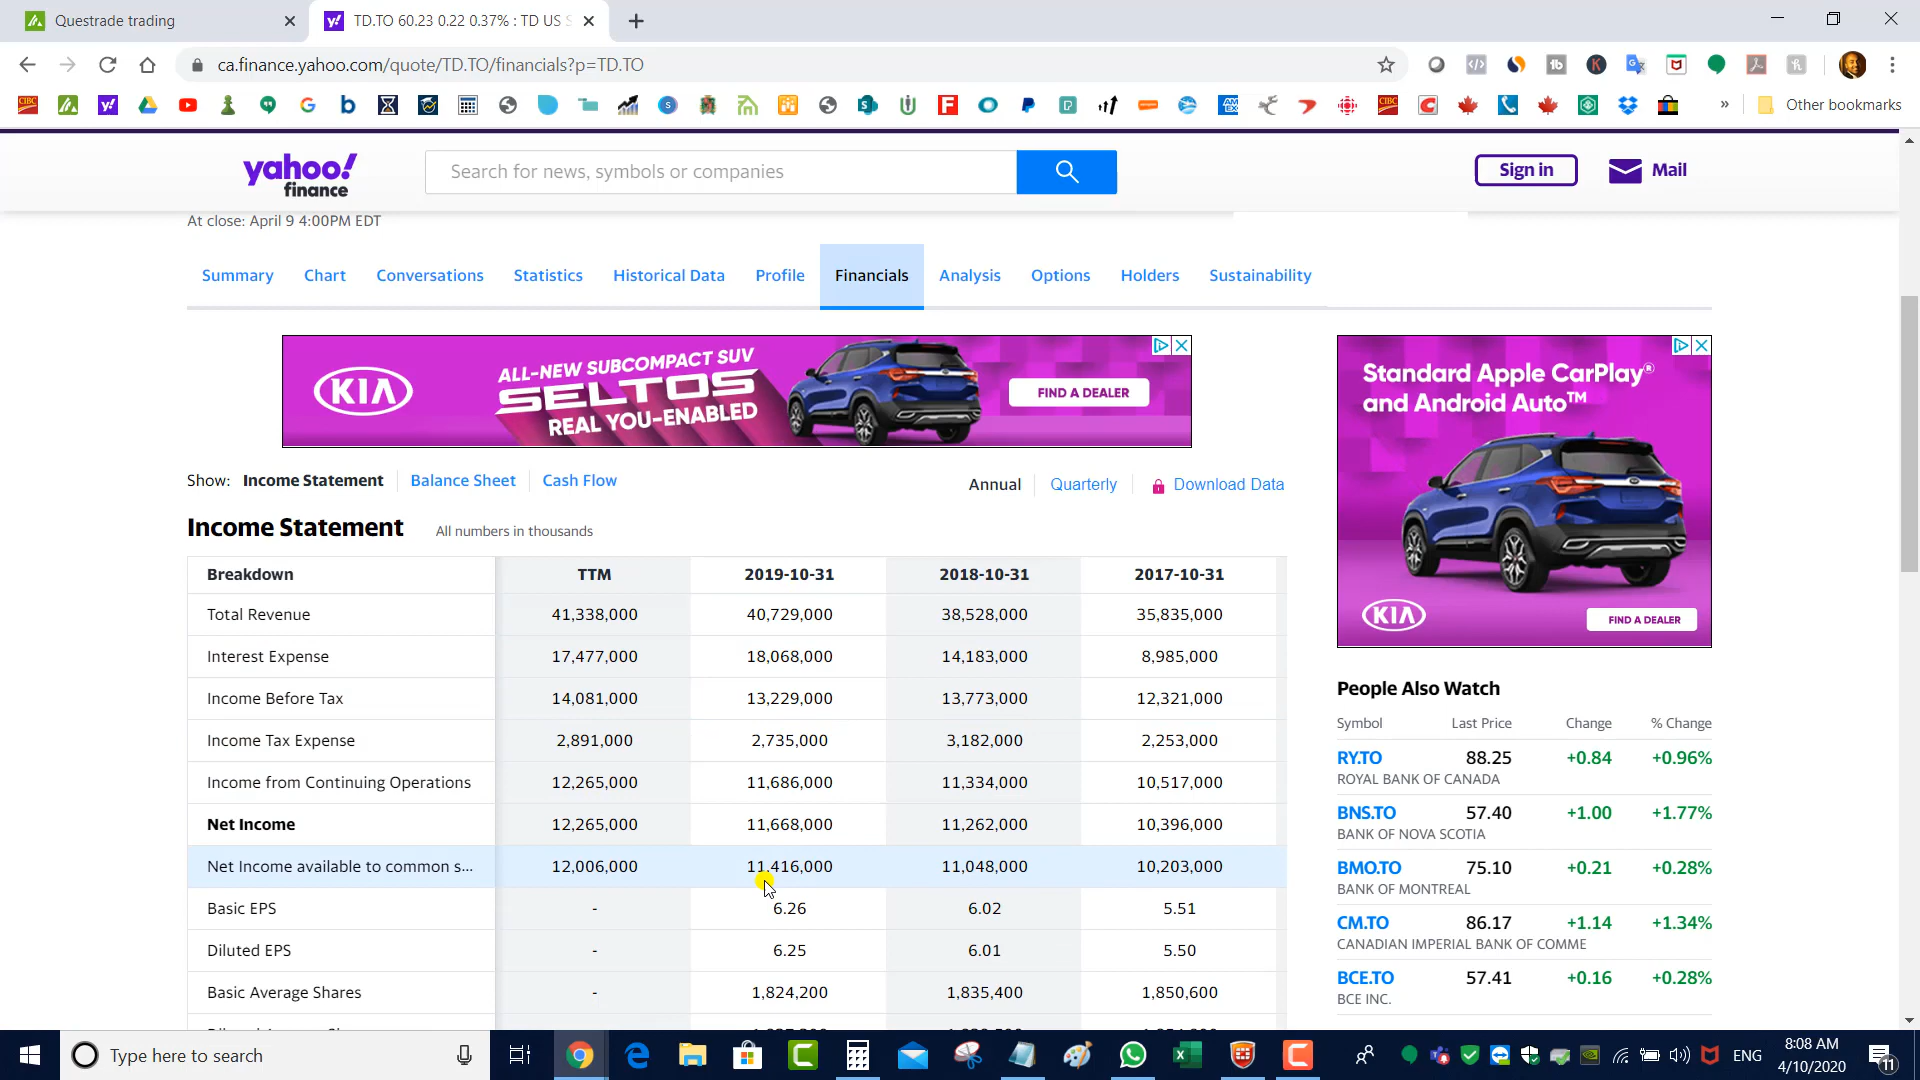 Questrade trading
TD.TO 60.23 0.22 0.37% : TD US S
ca.finance.yahoo.com/quote/TD.TO/financials?p=TD.TO
Other bookmarks
yahoo!
finance
Search for news, symbols or companies
Sign in
Mail
At close: April 9 4:00PM EDT
Summary Chart Conversations Statistics Historical Data Profile Financials Analysis Options Holders Sustainability
KIA
ALL-NEW SUBCOMPACT SUV
SELTOS
REAL YOU-ENABLED
FIND A DEALER
Standard Apple CarPlay®
and Android Auto™
KIA
FIND A DEALER
Show: Income Statement Balance Sheet Cash Flow
Annual Quarterly Download Data
Income Statement All numbers in thousands
Breakdown TTM 2019-10-31 2018-10-31 2017-10-31
Total Revenue 41,338,000 40,729,000 38,528,000 35,835,000
Interest Expense 17,477,000 18,068,000 14,183,000 8,985,000
Income Before Tax 14,081,000 13,229,000 13,773,000 12,321,000
Income Tax Expense 2,891,000 2,735,000 3,182,000 2,253,000
Income from Continuing Operations 12,265,000 11,686,000 11,334,000 10,517,000
Net Income 12,265,000 11,668,000 11,262,000 10,396,000
Net Income available to common s... 12,006,000 11,416,000 11,048,000 10,203,000
Basic EPS - 6.26 6.02 5.51
Diluted EPS - 6.25 6.01 5.50
Basic Average Shares - 1,824,200 1,835,400 1,850,600
People Also Watch
Symbol Last Price Change % Change
RY.TO 88.25 +0.84 +0.96%
ROYAL BANK OF CANADA
BNS.TO 57.40 +1.00 +1.77%
BANK OF NOVA SCOTIA
BMO.TO 75.10 +0.21 +0.28%
BANK OF MONTREAL
CM.TO 86.17 +1.14 +1.34%
CANADIAN IMPERIAL BANK OF COMME
BCE.TO 57.41 +0.16 +0.28%
BCE INC.
Type here to search
ENG
8:08 AM
4/10/2020
11